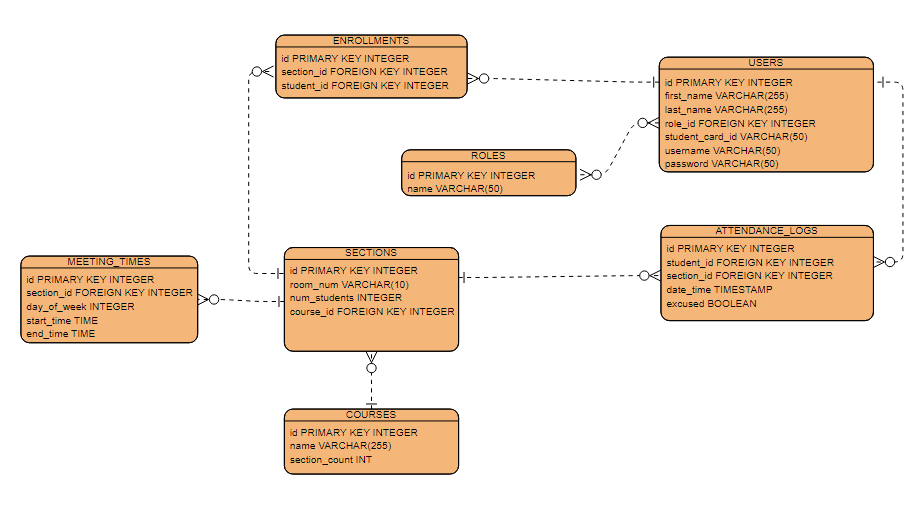 ENROLLMENTS
id PRIMARY KEY INTEGER
section_id FOREIGN KEY INTEGER
student_id FOREIGN KEY INTEGER
USERS
id PRIMARY KEY INTEGER
first_name VARCHAR(255)
last_name VARCHAR(255)
role_id FOREIGN KEY INTEGER
student_card_id VARCHAR(50)
username VARCHAR(50)
password VARCHAR(50)
ROLES
id PRIMARY KEY INTEGER
name VARCHAR(50)
ATTENDANCE_LOGS
id PRIMARY KEY INTEGER
student_id FOREIGN KEY INTEGER
section_id FOREIGN KEY INTEGER
date_time TIMESTAMP
excused BOOLEAN
SECTIONS
id PRIMARY KEY INTEGER
room_num VARCHAR(10)
num_students INTEGER
course_id FOREIGN KEY INTEGER
MEETING_TIMES
id PRIMARY KEY INTEGER
section_id FOREIGN KEY INTEGER
day_of_week INTEGER
start_time TIME
end_time TIME
COURSES
id PRIMARY KEY INTEGER
name VARCHAR(255)
section_count INT